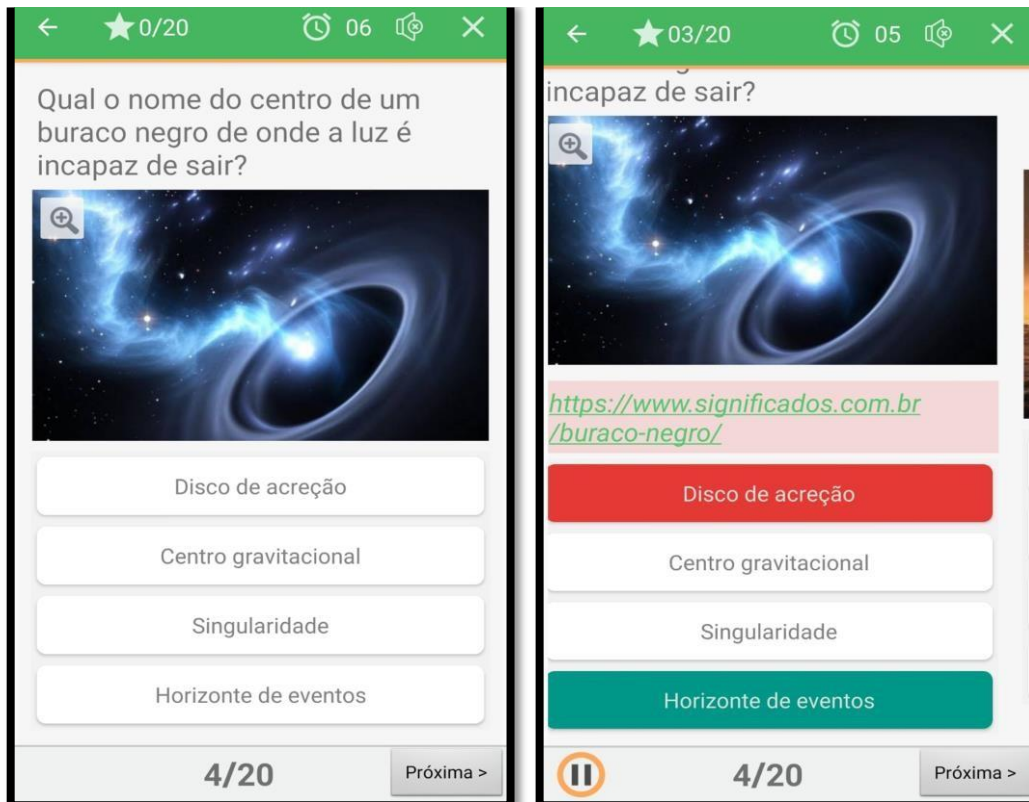 0/20
06
Qual o nome do centro de um
buraco negro de onde a luz é
incapaz de sair?
Disco de acreção
Centro gravitacional
Singularidade
Horizonte de eventos
4/20
Próxima >
03/20
05
incapaz de sair?
https://www.significados.com.br
/buraco-negro/
Disco de acreção
Centro gravitacional
Singularidade
Horizonte de eventos
4/20
Próxima >